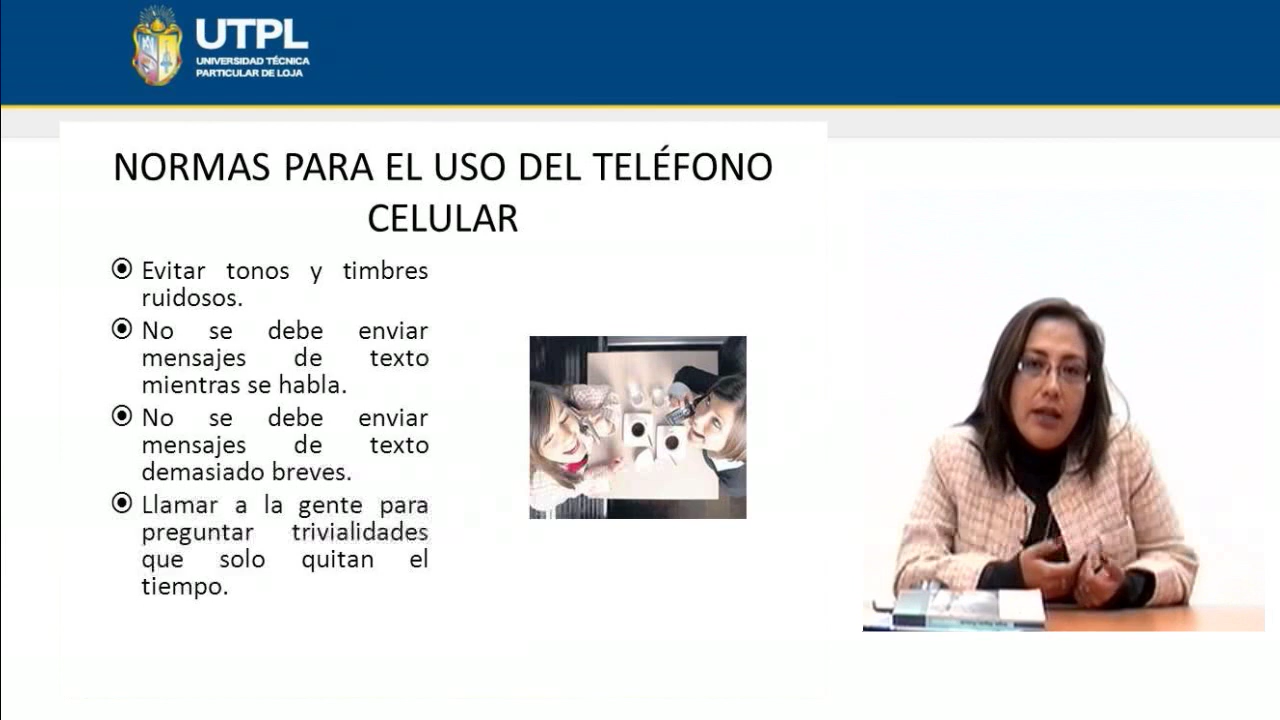 UTPL
UNIVERSIDAD TÉCNICA
PARTICULAR DE LOJA
NORMAS PARA EL USO DEL TELÉFONO
CELULAR
Evitar tonos y timbres
ruidosos.
No se debe enviar
mensajes de texto
mientras se habla.
No se debe enviar
mensajes de texto
demasiado breves.
Llamar a la gente para
preguntar trivialidades
que solo quitan el
tiempo.